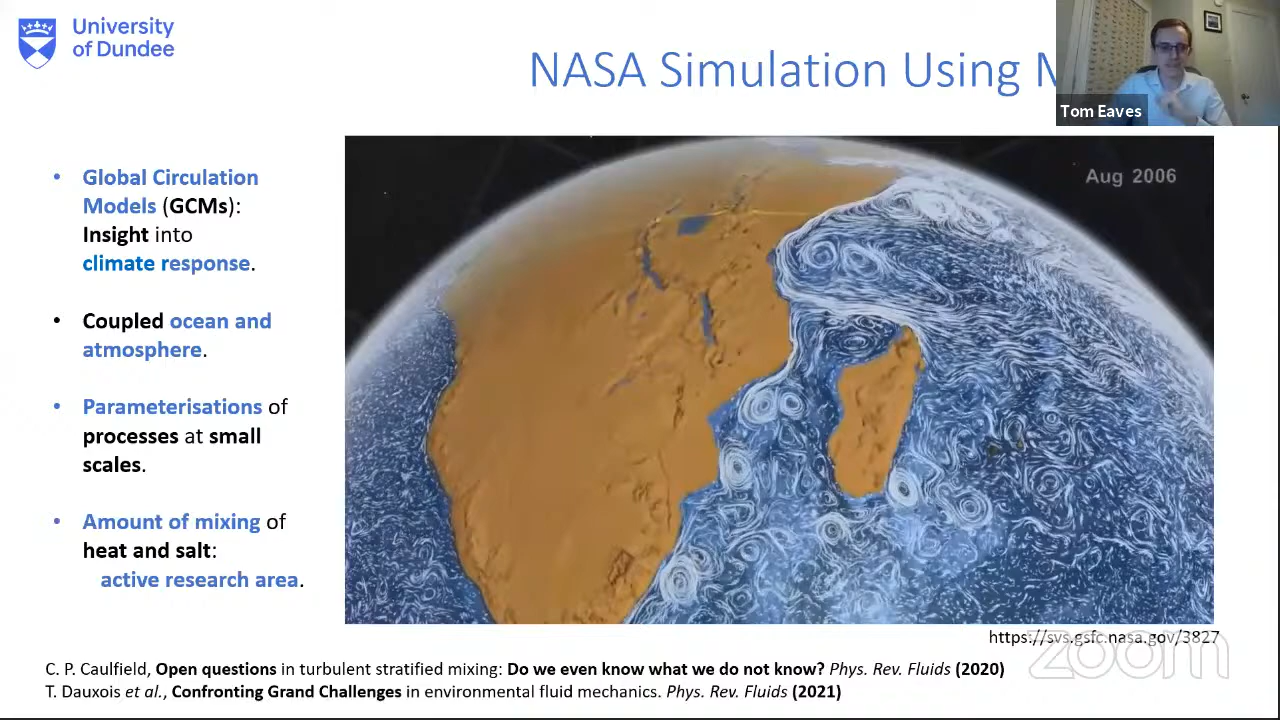 University
of Dundee
NASA Simulation Using
Tom Eaves
• Global Circulation
Models (GCMs):
Insight into
climate response.
• Coupled ocean and
atmosphere.
• Parameterisations of
processes at small
scales.
• Amount of mixing of
heat and salt:
active research area.
Aug 2006
https://svs.gsfc.nasa.gov/3827
zoom
C. P. Caulfield, Open questions in turbulent stratified mixing: Do we even know what we do not know? Phys. Rev. Fluids (2020)
T. Dauxois et al., Confronting Grand Challenges in environmental fluid mechanics. Phys. Rev. Fluids (2021)